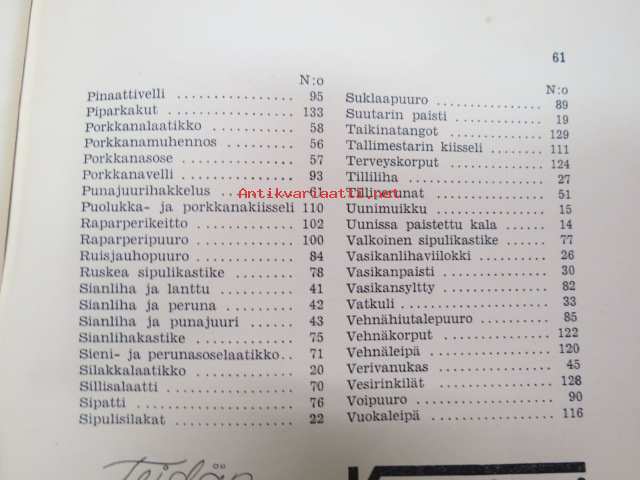 61
N:o
Pinaattivelli ................ 95
Piparkakut .................. 133
Porkkanalaatikko ............ 58
Porkkanamuhennos .......... 56
Porkkanasose ................ 57
Porkkanavelli ................ 93
Punajuurihakkelus .......... 61
Puolukka- ja porkkanakiisseli 110
Raparperikeitto .............. 102
Raparperipuuro .............. 100
Ruisjauhopuuro .............. 84
Ruskea sipulikastike ........ 78
Sianliha ja lanttu ............ 41
Sianliha ja peruna .......... 42
Sianliha ja punajuuri ........ 43
Sianlihakastike .............. 75
Sieni- ja perunasoselaatikko.. 71
Silakkalaatikko .............. 20
Sillisalaatti .................. 70
Sipatti ...................... 76
Sipulisilakat ................ 22
N:o
Suklaapuuro ................ 89
Suutarin paisti .............. 19
Taikinatangot .............. 129
Tallimestarin kiisseli ........ 111
Terveyskorput .............. 124
Tilliliha .................... 27
Tilliperunat ................ 51
Uunimuikku ................ 15
Uunissa paistettu kala ...... 14
Valkoinen sipulikastike ...... 77
Vasikanlihaviilokki .......... 26
Vasikanpaisti ................ 30
Vasikansyltty ................ 82
Vatkuli ...................... 33
Vehnähiutalepuuro .......... 85
Vehnäkorput ................ 122
Vehnäleipä .................. 120
Verivanukas ................ 45
Vesirinkilät .................. 128
Voipuuro .................... 90
Vuokaleipä .................. 116
Antikvariaatti.net
Teidän